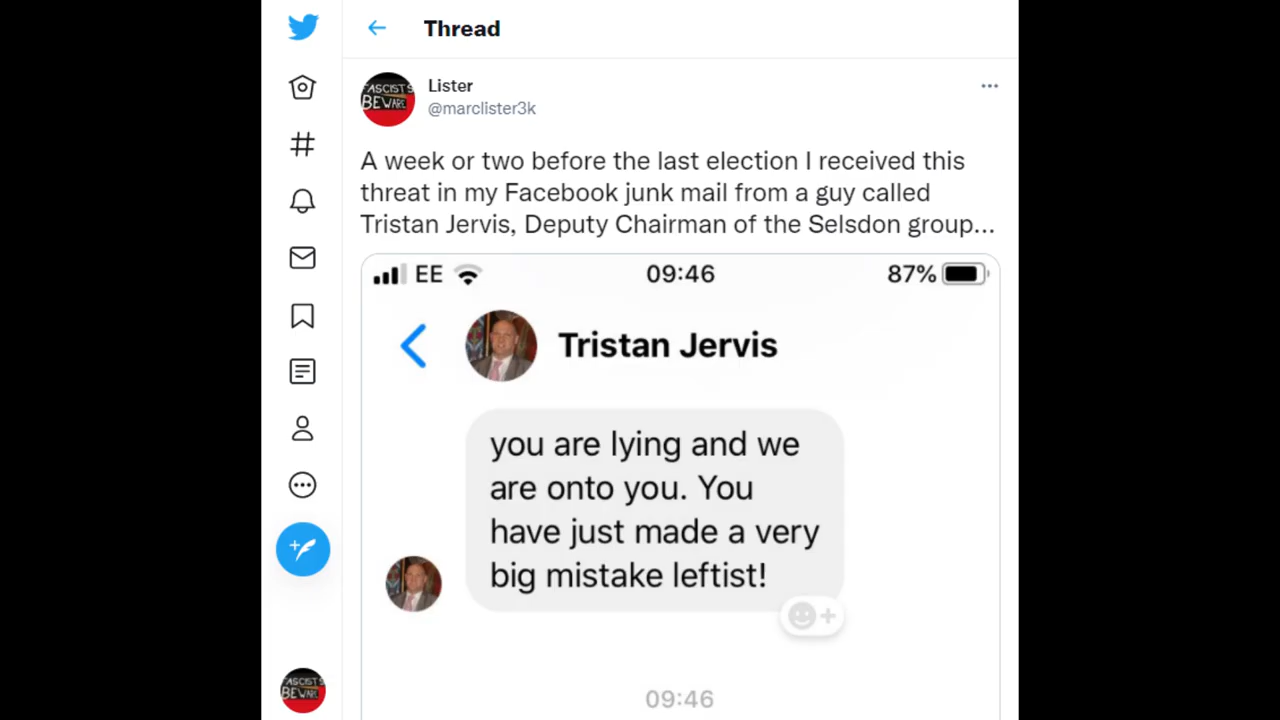 Thread
Lister
@marclister3k
A week or two before the last election I received this
threat in my Facebook junk mail from a guy called
Tristan Jervis, Deputy Chairman of the Selsdon group...
EE
09:46
87%
Tristan Jervis
you are lying and we
are onto you. You
have just made a very
big mistake leftist!
09:46
FASCISTS
BEWARE